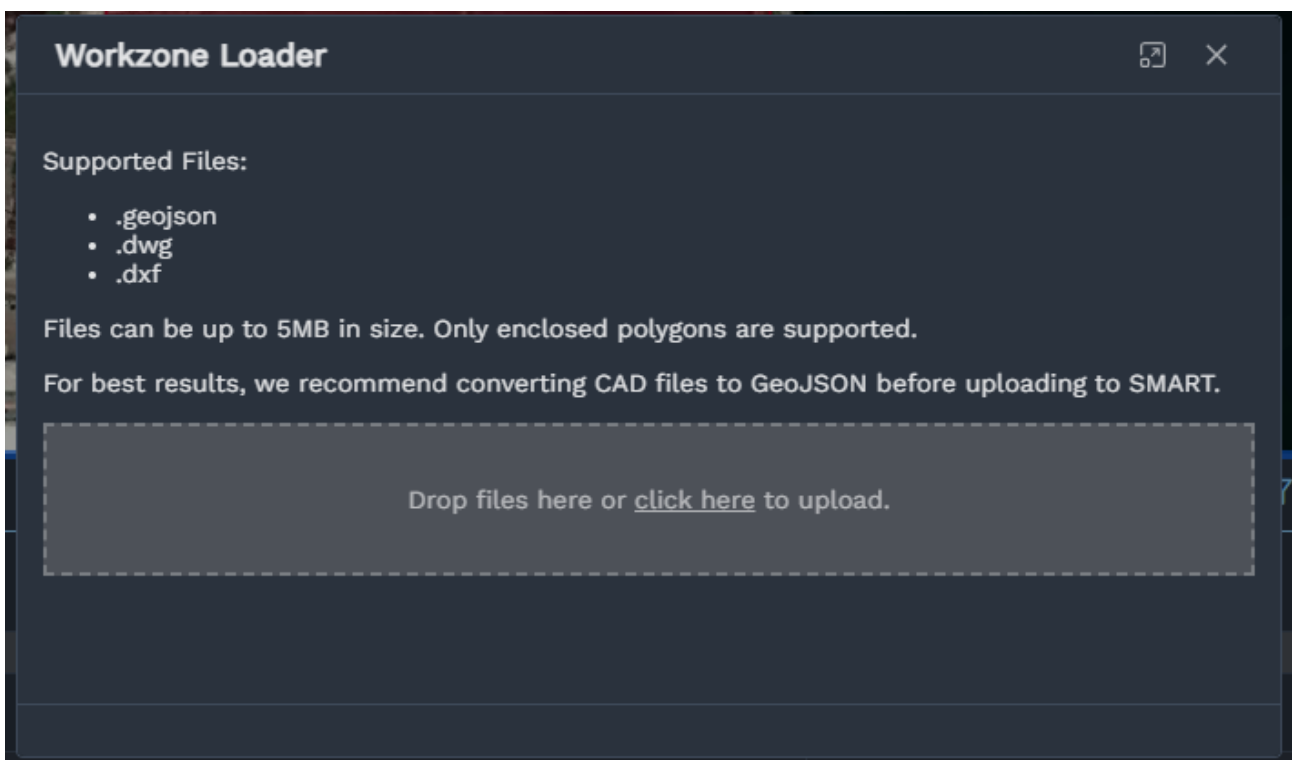 Workzone Loader
Supported Files:
• .geojson
• .dwg
• .dxf
Files can be up to 5MB in size. Only enclosed polygons are supported.
For best results, we recommend converting CAD files to GeoJSON before uploading to SMART.
Drop files here or click here to upload.